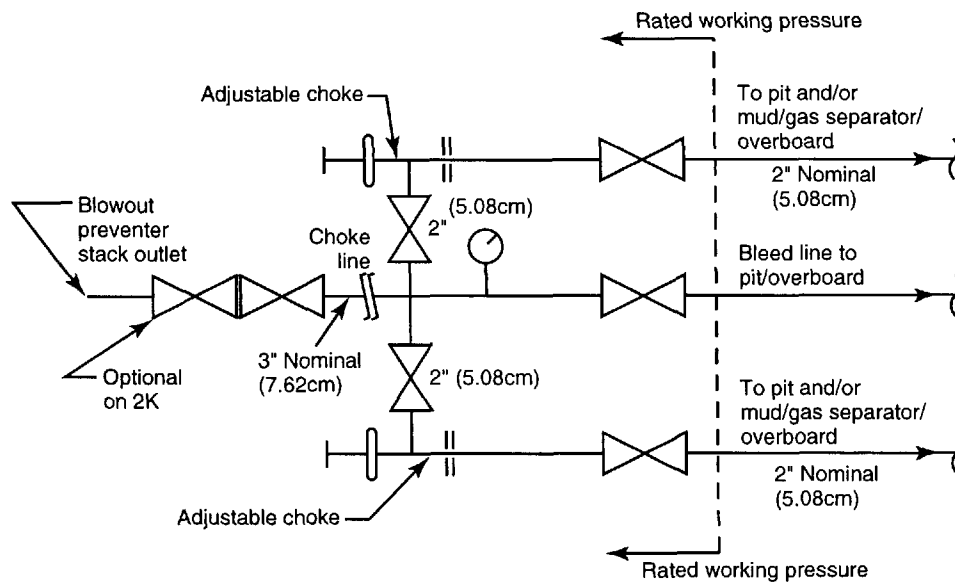 Rated working pressure
To pit and/or
mud/gas separator/
overboard
2" Nominal
(5.08cm)
Adjustable choke
2" (5.08cm)
Blowout
preventer
stack outlet
Choke
line
Bleed line to
pit/overboard
3" Nominal
(7.62cm)
2" (5.08cm)
Optional
on 2K
To pit and/or
mud/gas separator/
overboard
2" Nominal
(5.08cm)
Adjustable choke
Rated working pressure